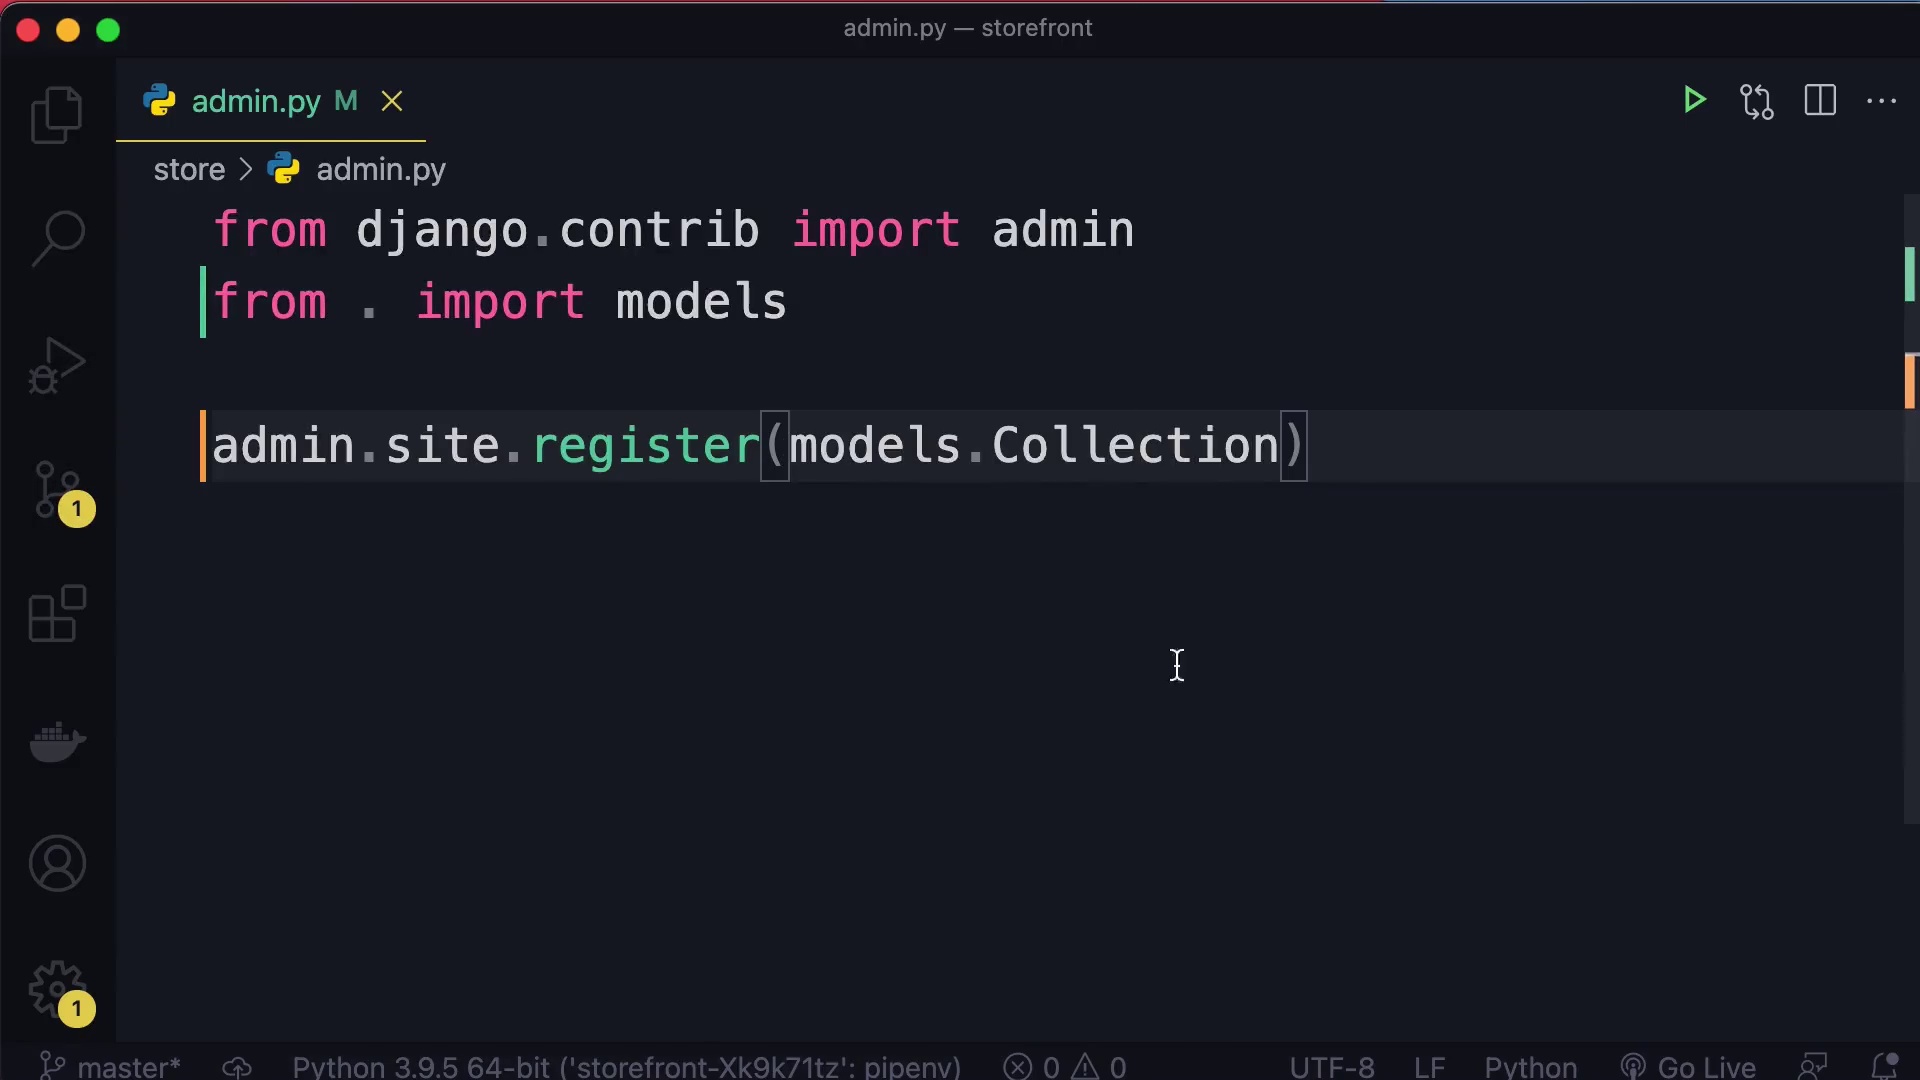 admin.py — storefront
admin.py M
store > admin.py
from django.contrib import admin
from . import models
admin.site.register(models.Collection)
1
1
master* Python 3.9.5 64-bit ('storefront-Xk9k71tz': pipenv) 0 0 UTF-8 LF Python Go Live